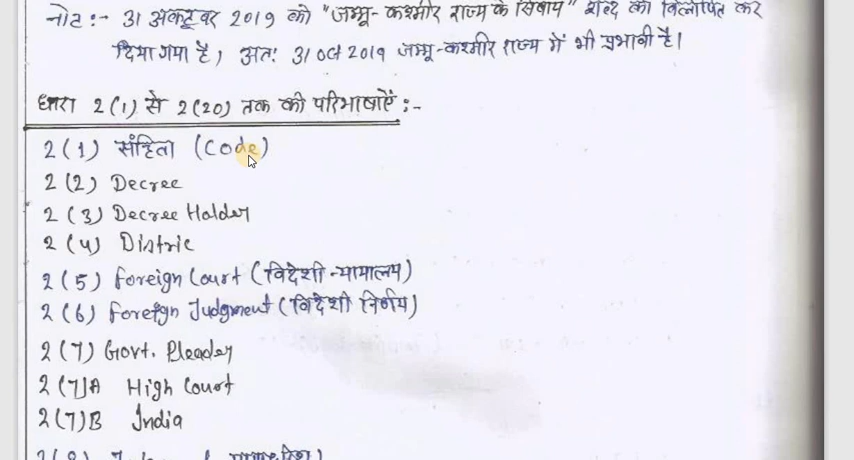 नोट :- 31 अक्टूबर 2019 को "जम्मू-कश्मीर राज्य के सिवाय" शब्द को विलोपित कर
दिया गया है, अतः 31 Oct 2019 जम्मू-कश्मीर राज्य में भी प्रभावी है।
धारा 2(1) से 2(20) तक की परिभाषाएँ :-
2(1) संहिता (Code)
2(2) Decree
2(3) Decree Holder
2(4) Distric
2(5) Foreign Court (विदेशी न्यायालय)
2(6) Foreign Judgment (विदेशी निर्णय)
2(7) Govt. Pleader
2(7)A High Court
2(7)B India